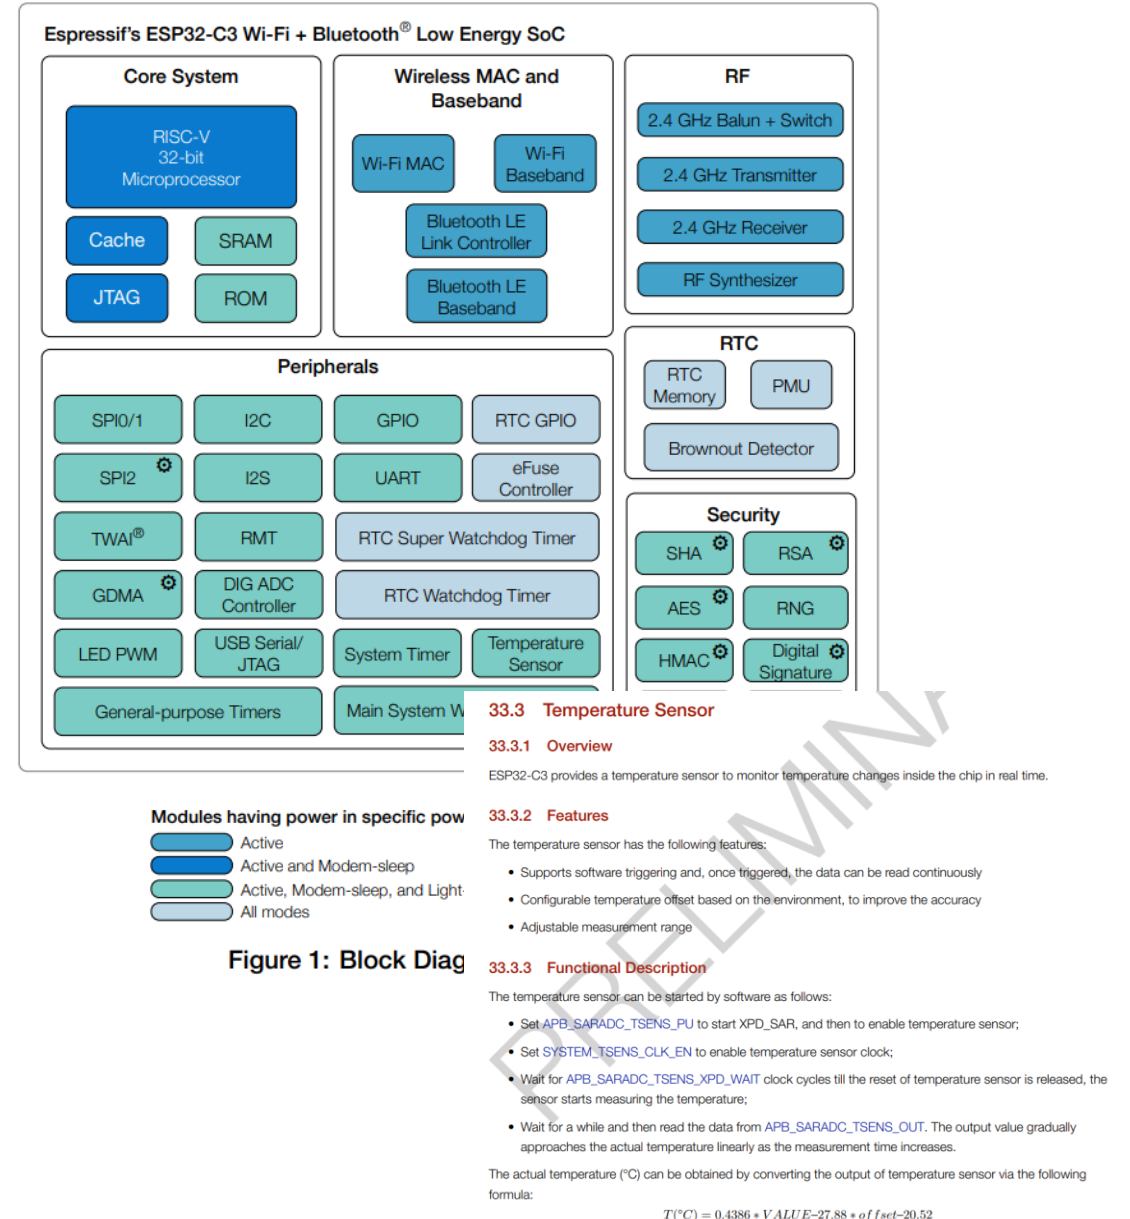 Espressif's ESP32-C3 Wi-Fi + Bluetooth® Low Energy SoC
Core System
RISC-V
32-bit
Microprocessor
Cache
SRAM
JTAG
ROM
Wireless MAC and
Baseband
Wi-Fi MAC
Wi-Fi
Baseband
Bluetooth LE
Link Controller
Bluetooth LE
Baseband
RF
2.4 GHz Balun + Switch
2.4 GHz Transmitter
2.4 GHz Receiver
RF Synthesizer
RTC
RTC
Memory
PMU
Brownout Detector
Peripherals
SPI0/1
I2C
GPIO
RTC GPIO
SPI2
I2S
UART
eFuse
Controller
TWAI®
RMT
RTC Super Watchdog Timer
GDMA
DIG ADC
Controller
RTC Watchdog Timer
LED PWM
USB Serial/
JTAG
System Timer
Temperature
Sensor
General-purpose Timers
Main System W
Security
SHA
RSA
AES
RNG
HMAC
Digital
Signature
Modules having power in specific pow
Active
Active and Modem-sleep
Active, Modem-sleep, and Light-
All modes
Figure 1: Block Diag
33.3 Temperature Sensor
33.3.1 Overview
ESP32-C3 provides a temperature sensor to monitor temperature changes inside the chip in real time.
33.3.2 Features
The temperature sensor has the following features:
• Supports software triggering and, once triggered, the data can be read continuously
• Configurable temperature offset based on the environment, to improve the accuracy
• Adjustable measurement range
33.3.3 Functional Description
The temperature sensor can be started by software as follows:
• Set APB_SARADC_TSENS_PU to start XPD_SAR, and then to enable temperature sensor;
• Set SYSTEM_TSENS_CLK_EN to enable temperature sensor clock;
• Wait for APB_SARADC_TSENS_XPD_WAIT clock cycles till the reset of temperature sensor is released, the
sensor starts measuring the temperature;
• Wait for a while and then read the data from APB_SARADC_TSENS_OUT. The output value gradually
approaches the actual temperature linearly as the measurement time increases.
The actual temperature (°C) can be obtained by converting the output of temperature sensor via the following
formula:
T(°C) = 0.4386 * VALUE–27.88 * offset–20.52
PRELIMINA